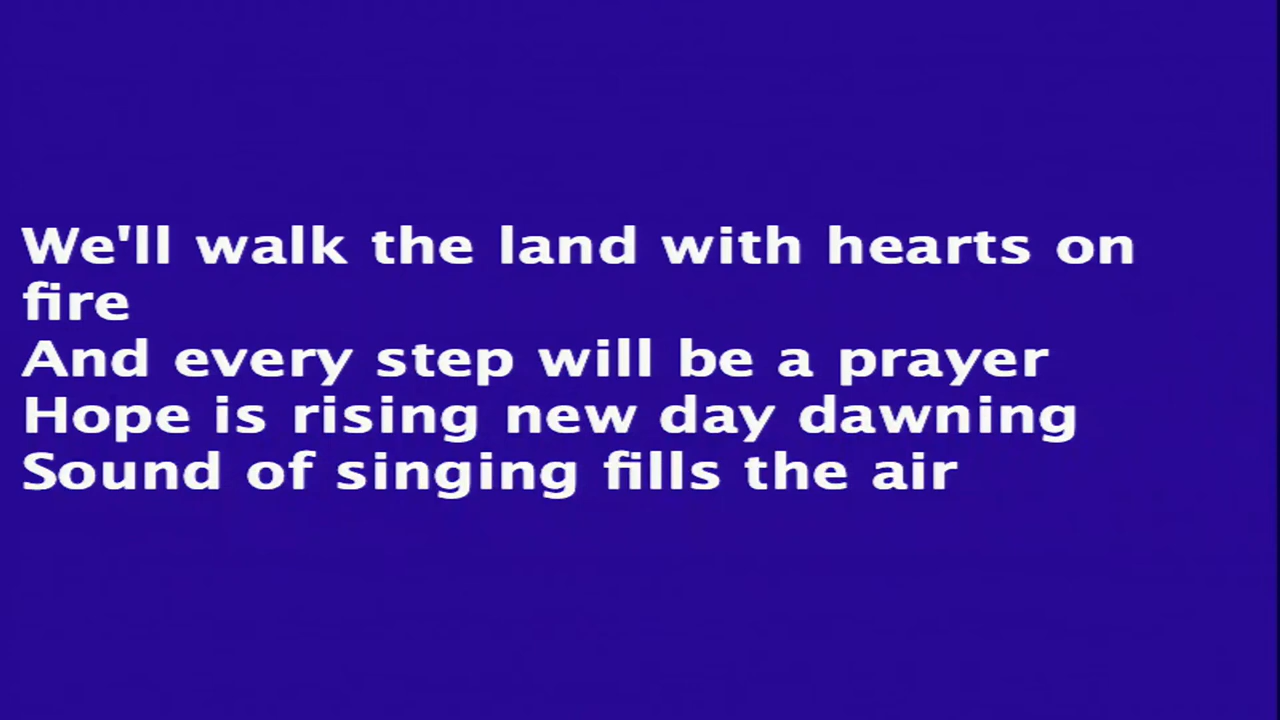 We'll walk the land with hearts on
fire
And every step will be a prayer
Hope is rising new day dawning
Sound of singing fills the air